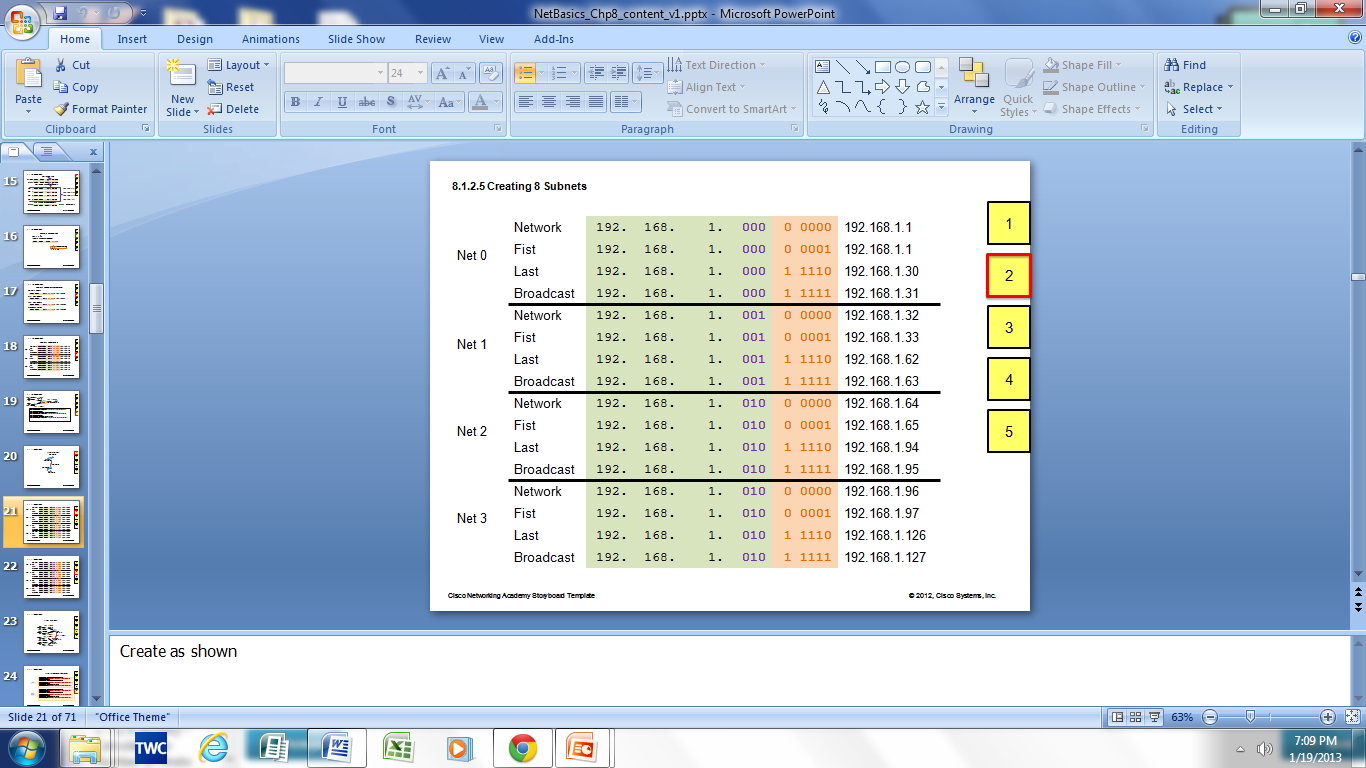 NetBasics_Chp8_content_v1.pptx - Microsoft PowerPoint
Home Insert Design Animations Slide Show Review View Add-Ins
Paste
Cut
Copy
Format Painter
Clipboard
New Slide
Layout
Reset
Delete
Slides
24
B I U abc S AV Aa A
Font
Text Direction
Align Text
Convert to SmartArt
Paragraph
Arrange
Quick Styles
Shape Fill
Shape Outline
Shape Effects
Drawing
Find
Replace
Select
Editing
15
16
17
18
19
20
21
22
23
24
8.1.2.5 Creating 8 Subnets
Net 0
Network 192. 168. 1. 000 0 0000 192.168.1.1
Fist 192. 168. 1. 000 0 0001 192.168.1.1
Last 192. 168. 1. 000 1 1110 192.168.1.30
Broadcast 192. 168. 1. 000 1 1111 192.168.1.31
Net 1
Network 192. 168. 1. 001 0 0000 192.168.1.32
Fist 192. 168. 1. 001 0 0001 192.168.1.33
Last 192. 168. 1. 001 1 1110 192.168.1.62
Broadcast 192. 168. 1. 001 1 1111 192.168.1.63
Net 2
Network 192. 168. 1. 010 0 0000 192.168.1.64
Fist 192. 168. 1. 010 0 0001 192.168.1.65
Last 192. 168. 1. 010 1 1110 192.168.1.94
Broadcast 192. 168. 1. 010 1 1111 192.168.1.95
Net 3
Network 192. 168. 1. 010 0 0000 192.168.1.96
Fist 192. 168. 1. 010 0 0001 192.168.1.97
Last 192. 168. 1. 010 1 1110 192.168.1.126
Broadcast 192. 168. 1. 010 1 1111 192.168.1.127
1
2
3
4
5
Cisco Networking Academy Storyboard Template
© 2012, Cisco Systems, Inc.
Create as shown
Slide 21 of 71 "Office Theme" 63%
TWC
7:09 PM
1/19/2013